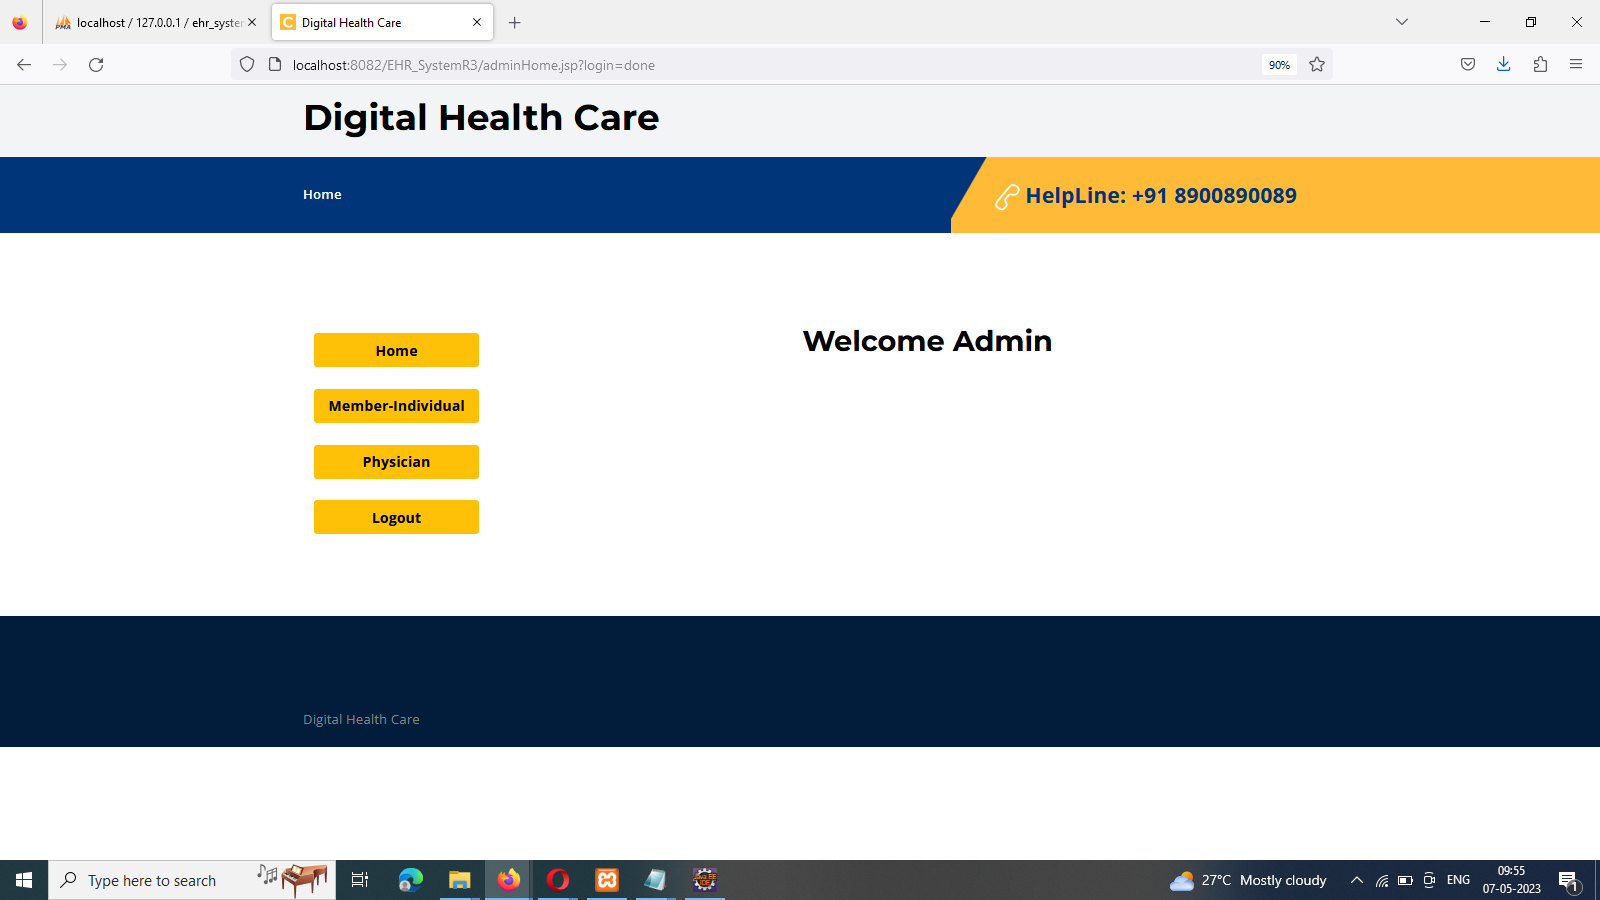 localhost / 127.0.0.1 / ehr_syste
Digital Health Care
localhost:8082/EHR_SystemR3/adminHome.jsp?login=done
90%
Digital Health Care
Home
HelpLine: +91 8900890089
Welcome Admin
Home
Member-Individual
Physician
Logout
Digital Health Care
Type here to search
27°C Mostly cloudy
ENG
09:55
07-05-2023
1